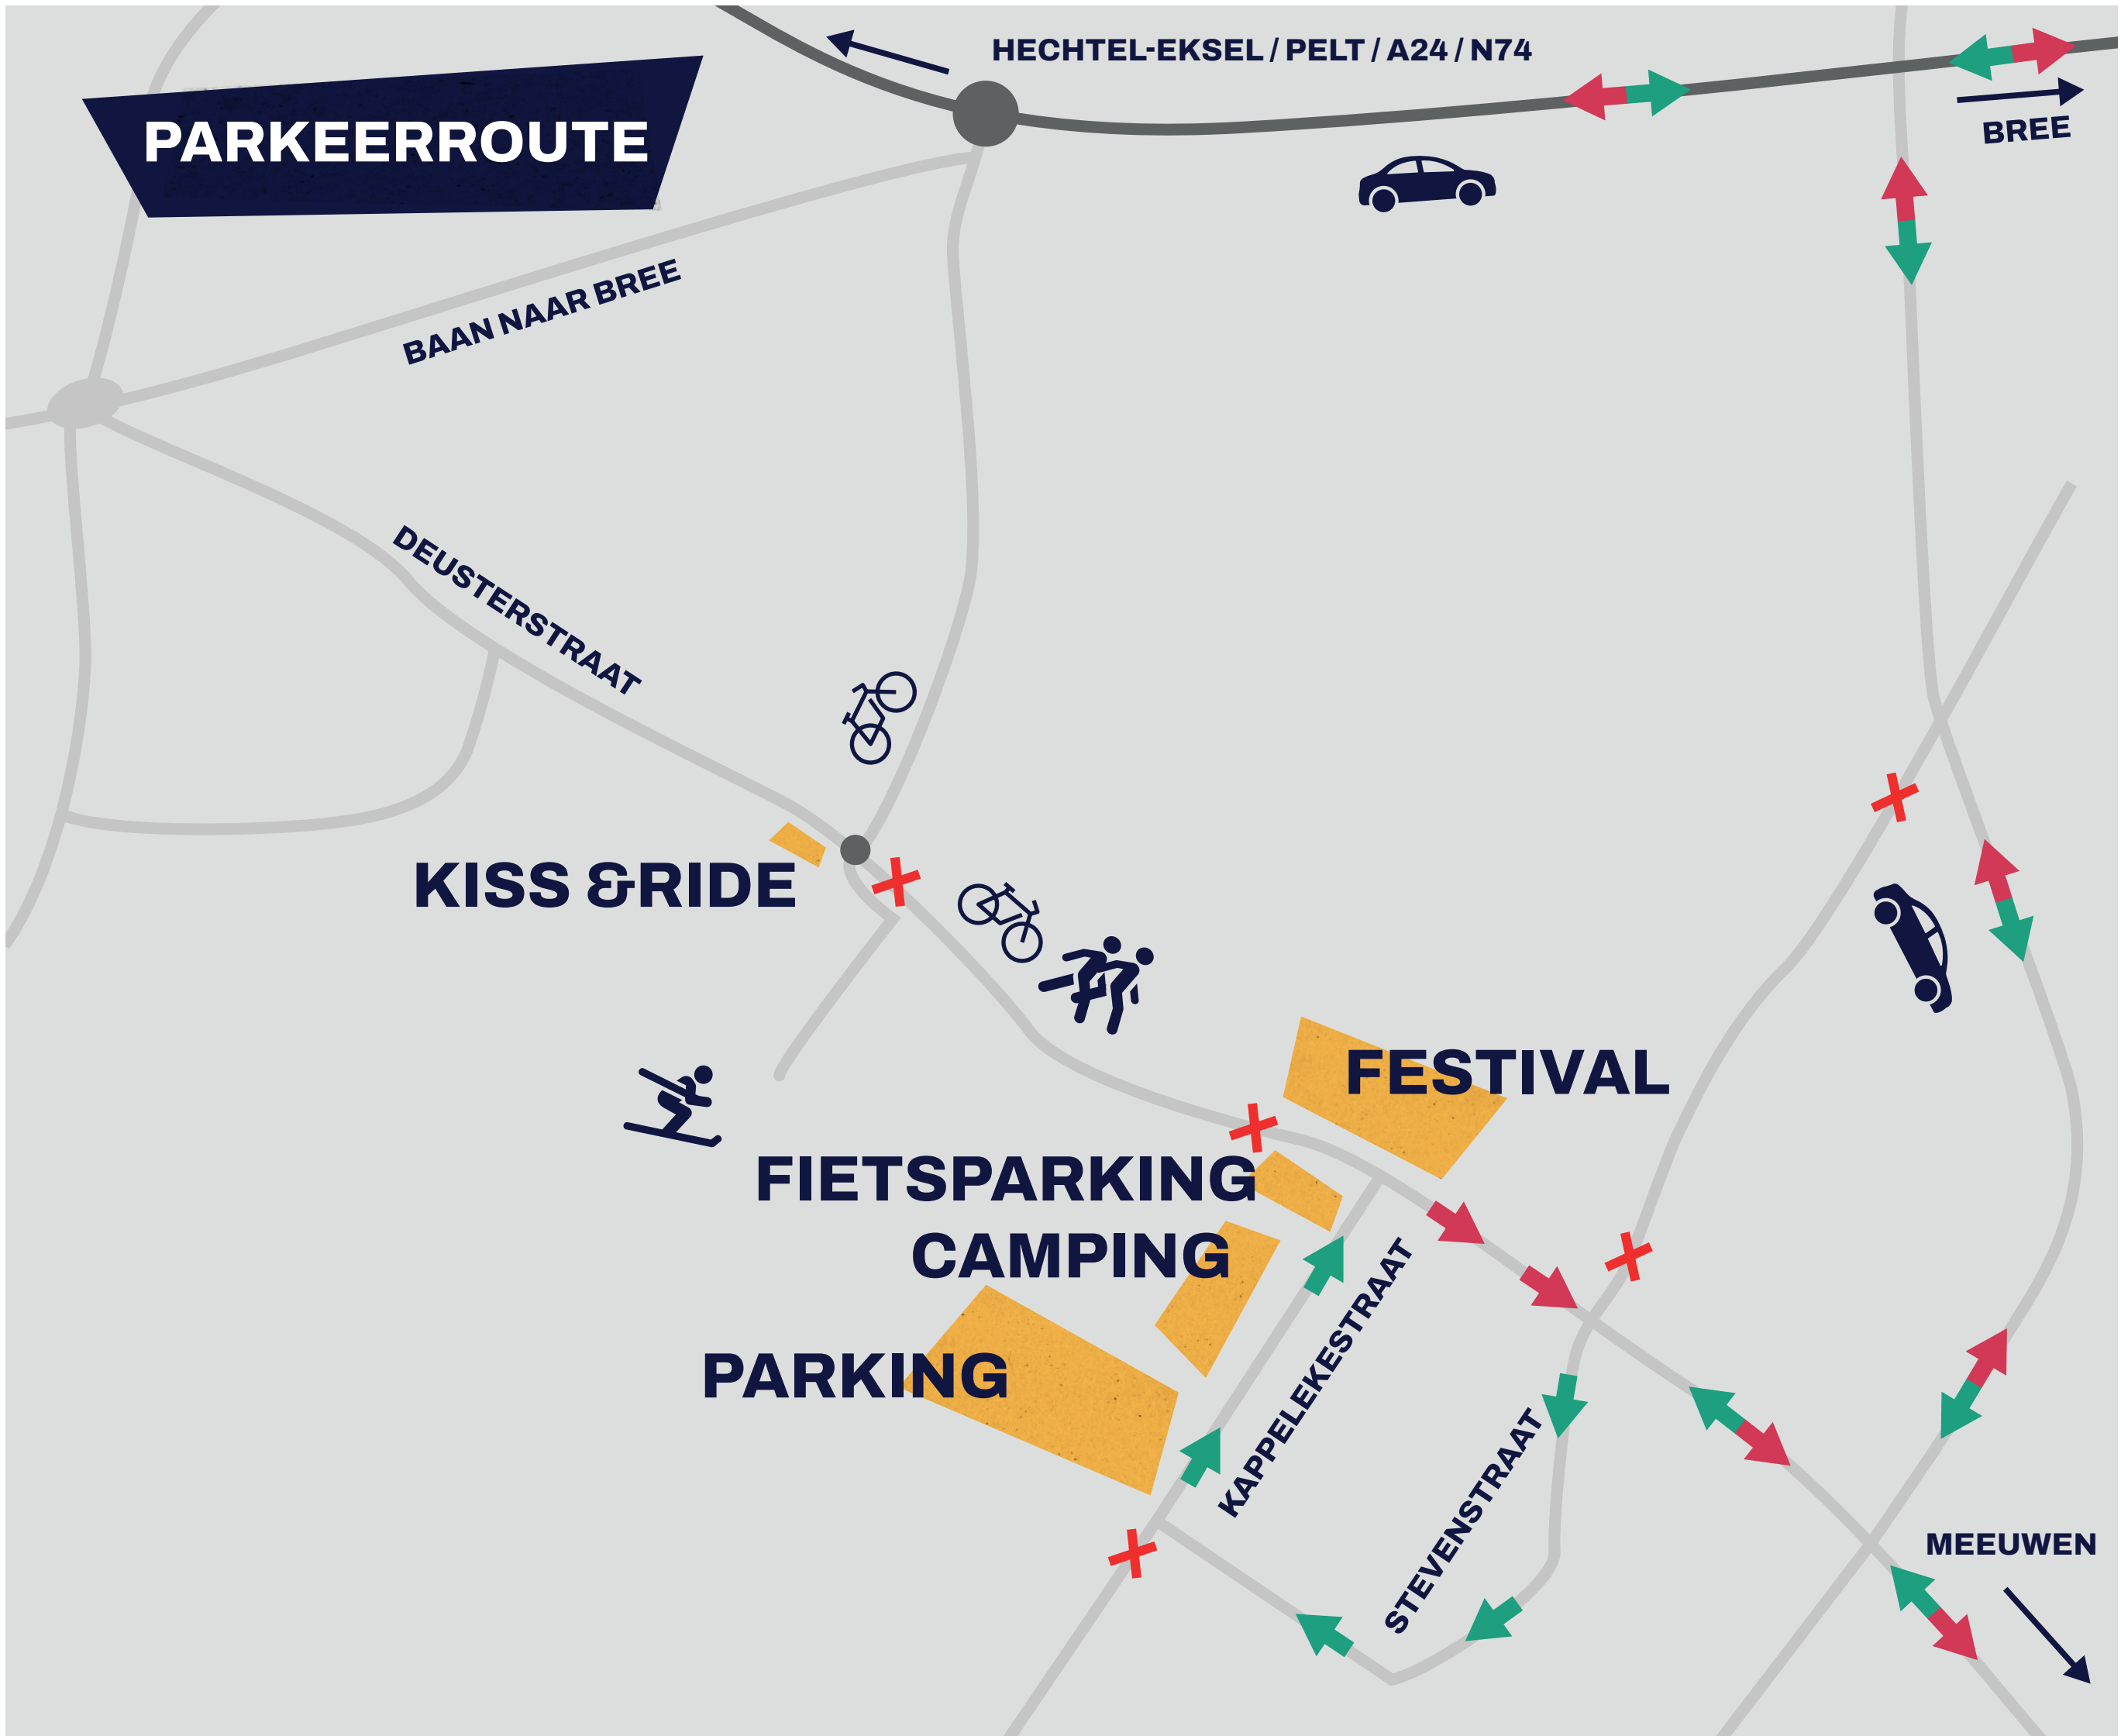 HECHTEL-EKSEL / PELT / A24 / N74
BREE
PARKEERROUTE
BAAN NAAR BREE
DEUSTERSTRAAT
KISS &RIDE
FESTIVAL
FIETSPARKING
CAMPING
PARKING
KAPPELEKESTRAAT
STEVENSTRAAT
MEEUWEN